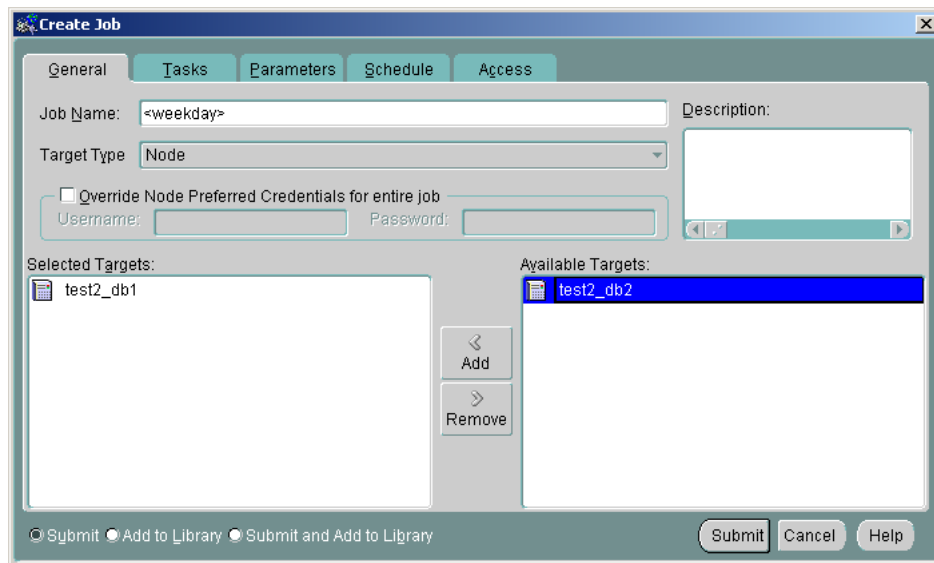 Create Job
General Tasks Parameters Schedule Access
Job Name: <weekday>
Description:
Target Type Node
Override Node Preferred Credentials for entire job
Username: Password:
Selected Targets: Available Targets:
test2_db1 test2_db2
Add
Remove
Submit Add to Library Submit and Add to Library Submit Cancel Help